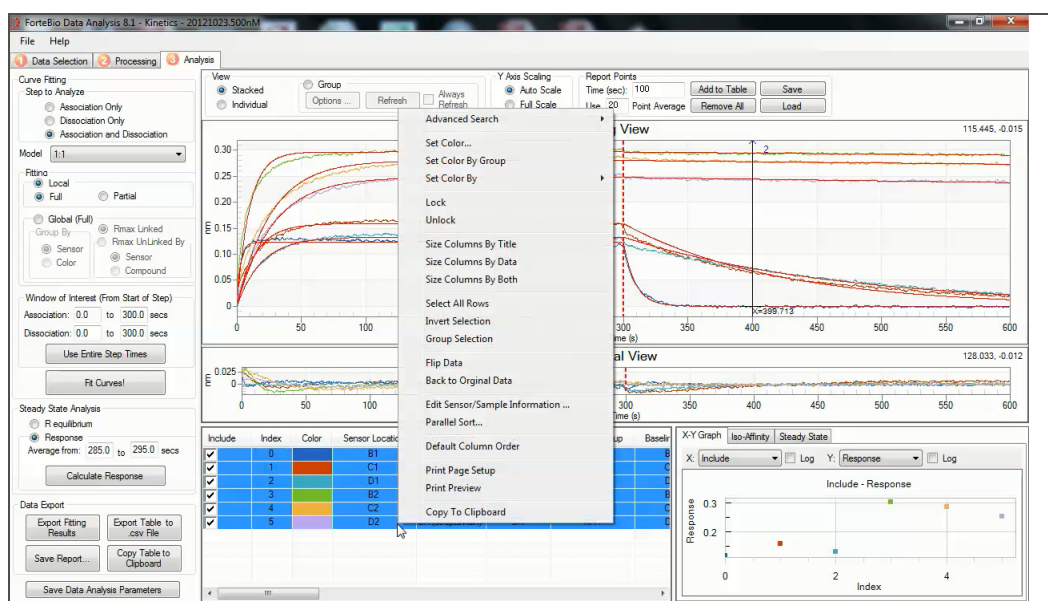 ForteBio Data Analysis 8.1 - Kinetics - 20121023.500nM
File Help
1 Data Selection 2 Processing 3 Analysis
Curve Fitting
Step to Analyze
Association Only
Dissociation Only
Association and Dissociation
Model 1:1
Fitting
Local
Full Partial
Global (Full)
Group By
Sensor
Color
Rmax Linked
Rmax UnLinked By
Sensor
Compound
Window of Interest (From Start of Step)
Association: 0.0 to 300.0 secs
Dissociation: 0.0 to 300.0 secs
Use Entire Step Times
Fit Curves!
Steady State Analysis
R equilibrium
Response
Average from: 285.0 to 295.0 secs
Calculate Response
Data Export
Export Fitting Results
Export Table to .csv File
Save Report...
Copy Table to Clipboard
Save Data Analysis Parameters
View
Stacked
Individual
Group
Options ... Refresh Always Refresh
Y Axis Scaling
Auto Scale
Full Scale
Report Points
Time (sec): 100 Add to Table Save
Use 20 Point Average Remove All Load
View 115.445, -0.015
nm
0.30
0.25
0.20
0.15
0.10
0.05
0
2
X=399.713
0 50 100 300 350 400 450 500 550 600
me (s)
al View 128.033, -0.012
0.025
0
0 50 100 300 350 400 450 500 550 600
ime (s)
Advanced Search
Set Color...
Set Color By Group
Set Color By
Lock
Unlock
Size Columns By Title
Size Columns By Data
Size Columns By Both
Select All Rows
Invert Selection
Group Selection
Flip Data
Back to Orginal Data
Edit Sensor/Sample Information ...
Parallel Sort...
Default Column Order
Print Page Setup
Print Preview
Copy To Clipboard
Include Index Color Sensor Locatio up Baselir
0 B1
1 C1
2 D1
3 B2
4 C2
5 D2
X-Y Graph Iso-Affinity Steady State
X: Include Log Y: Response Log
Include - Response
Response
0.3
0.2
0 2 4
Index